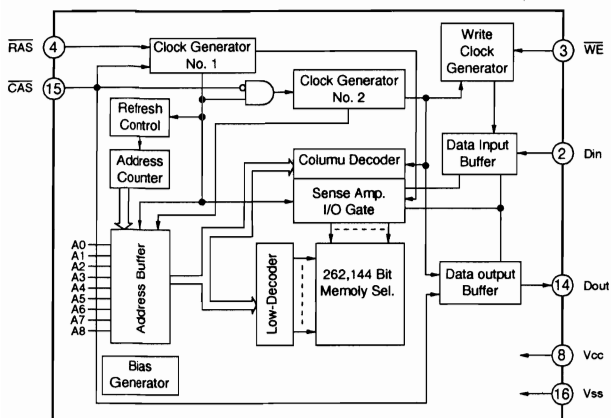 RAS
4
Clock Generator
No. 1
Write
Clock
Generator
3
WE
CAS
15
Clock Generator
No. 2
Refresh
Control
Data Input
Buffer
2
Din
Address
Counter
Columu Decoder
Sense Amp.
I/O Gate
A0
A1
A2
A3
A4
A5
A6
A7
A8
Address Buffer
Low-Decoder
262,144 Bit
Memoly Sel.
Data output
Buffer
14
Dout
Bias
Generator
8
Vcc
16
Vss